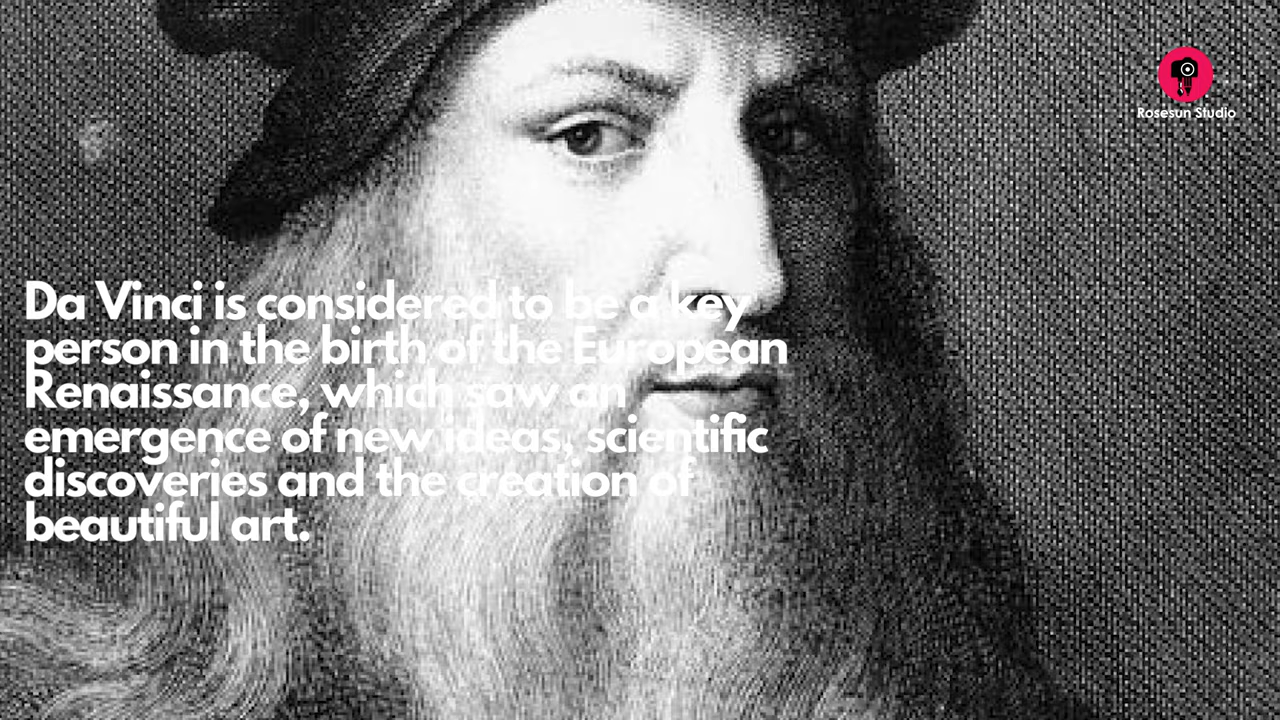 Rosesun Studio
Da Vinci is considered to be a key
person in the birth of the European
Renaissance, which saw an
emergence of new ideas, scientific
discoveries and the creation of
beautiful art.